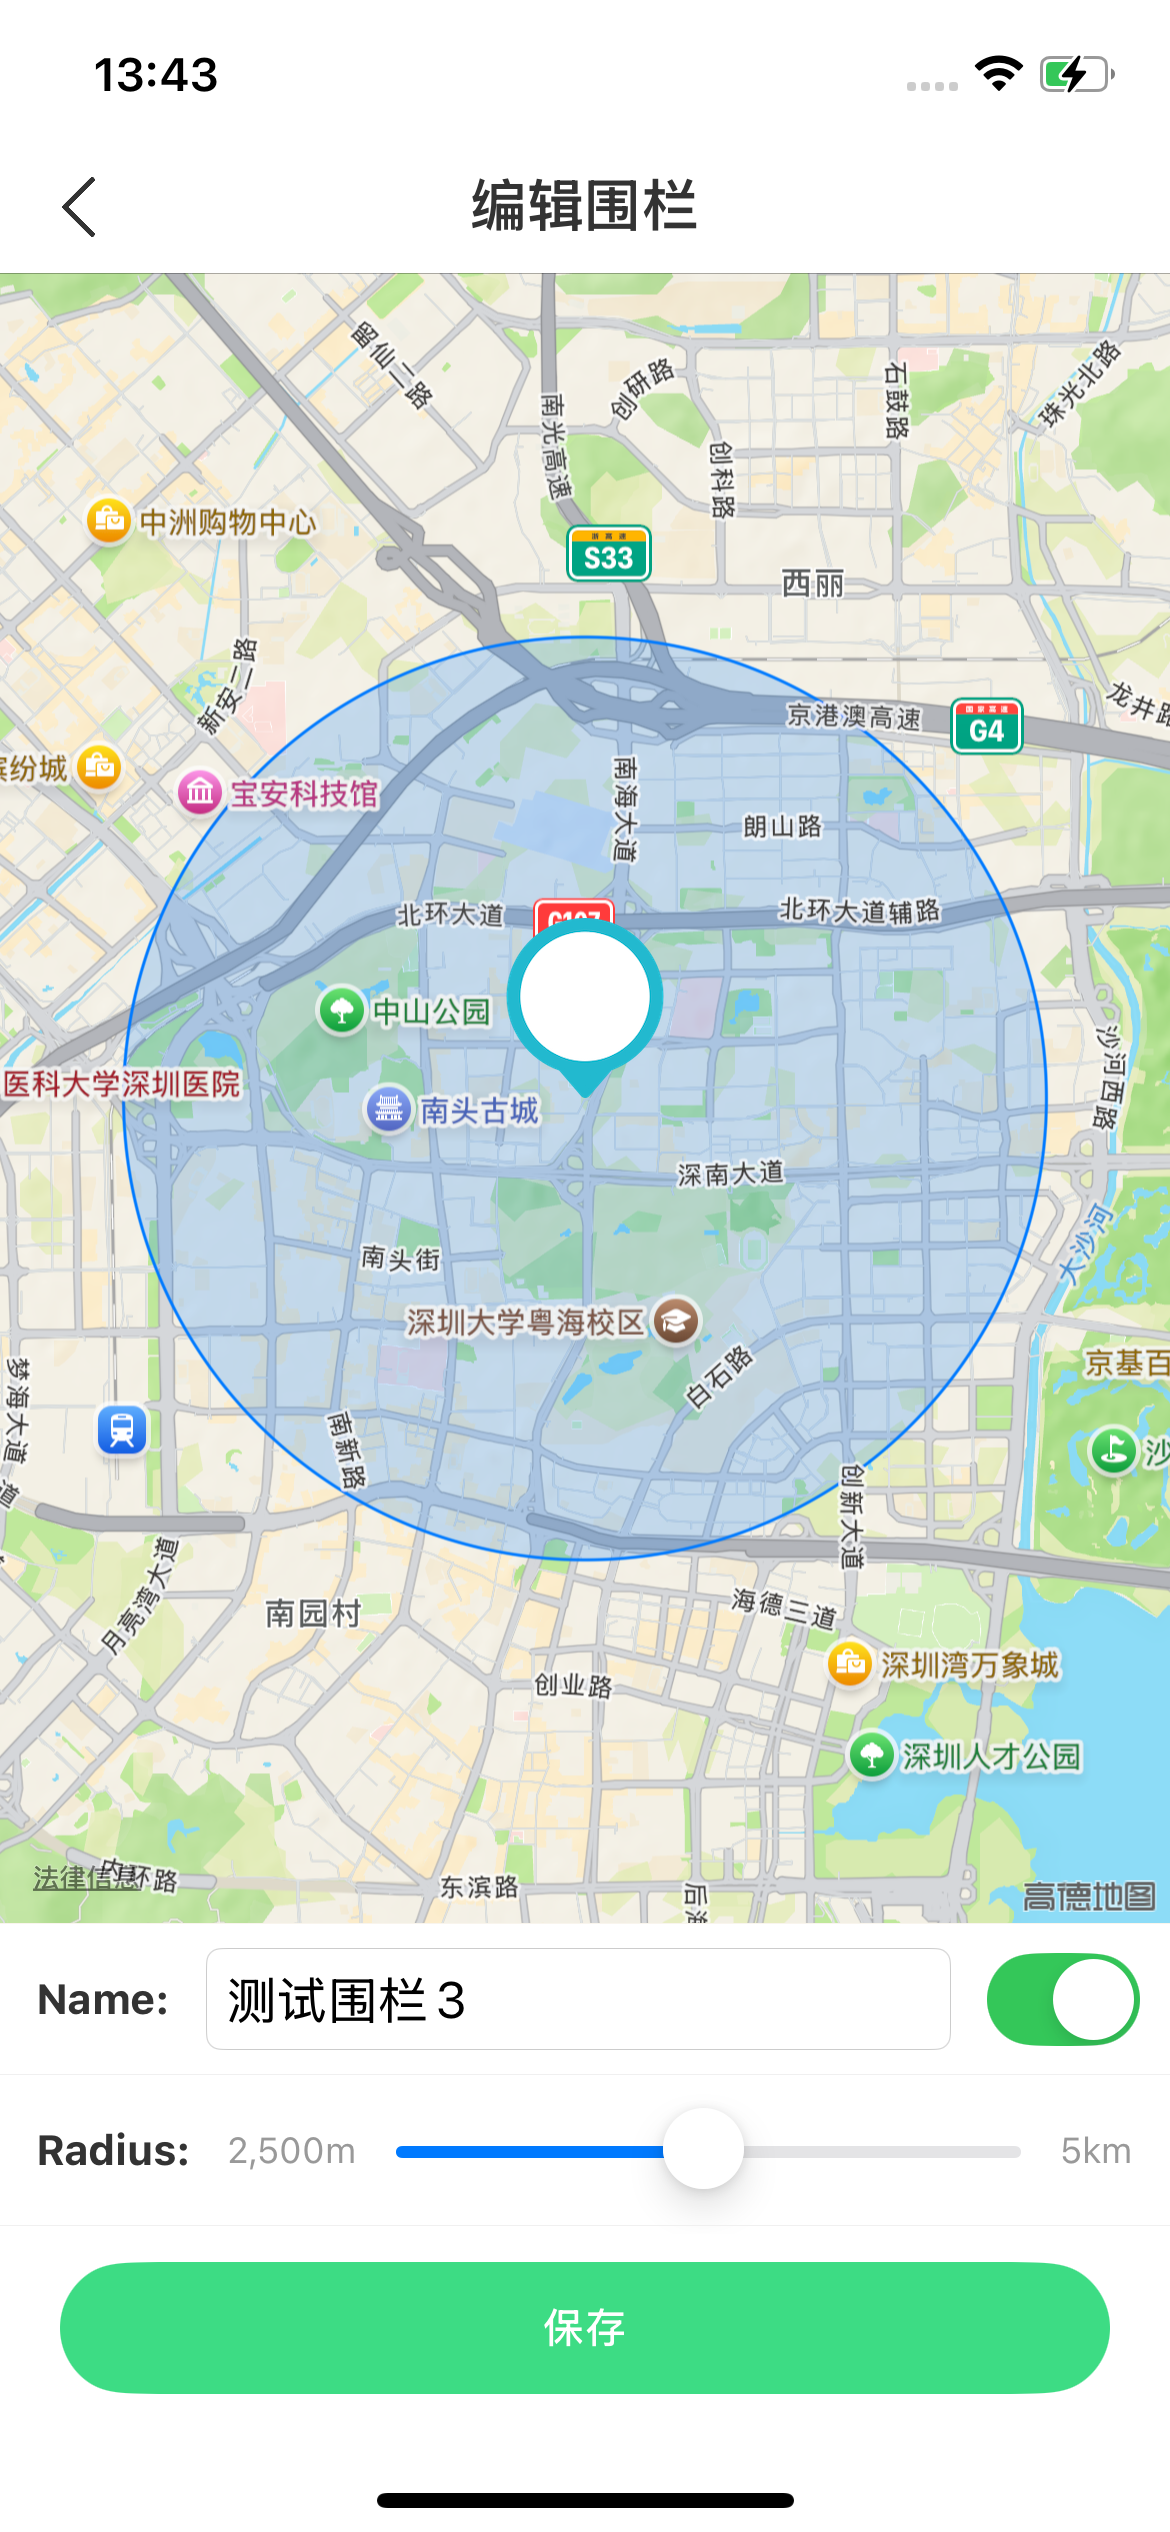 13:43
编辑围栏
留仙二路
南光高速
创研路
创科路
石鼓路
珠光北路
中洲购物中心
S33
西丽
新安二路
龙井路
京港澳高速
国家高速
G4
缤纷城
宝安科技馆
南海大道
朗山路
北环大道
G107
北环大道辅路
中山公园
沙河西路
医科大学深圳医院
南头古城
深南大道
大沙河
南头街
深圳大学粤海校区
白石路
京基百
梦海大道
南新路
沙
创新大道
道
月亮湾大道
南园村
海德三道
深圳湾万象城
创业路
深圳人才公园
法律信息
内环路
东滨路
后海
高德地图
Name:
测试围栏3
Radius:
2,500m
5km
保存